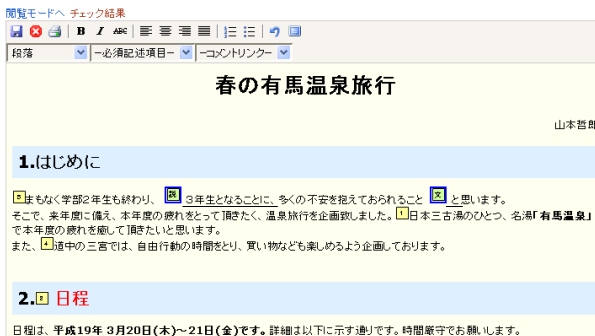 閲覧モードへ チェック結果
B I ABC
段落 ー必須記述項目ー ーコメントリンクー
春の有馬温泉旅行
山本哲郎
1.はじめに
まもなく学部2年生も終わり、 説 3年生となることに、多くの不安を抱えておられること 文 と思います。
そこで、来年度に備え、本年度の疲れをとって頂きたく、温泉旅行を企画致しました。 1 日本三古湯のひとつ、名湯「有馬温泉」
で本年度の疲れを癒して頂きたいと思います。
また、 4 道中の三宮では、自由行動の時間をとり、買い物なども楽しめるよう企画しております。
2. 日程
日程は、平成19年 3月20日(木)～21日(金)です。詳細は以下に示す通りです。時間厳守でお願いします。